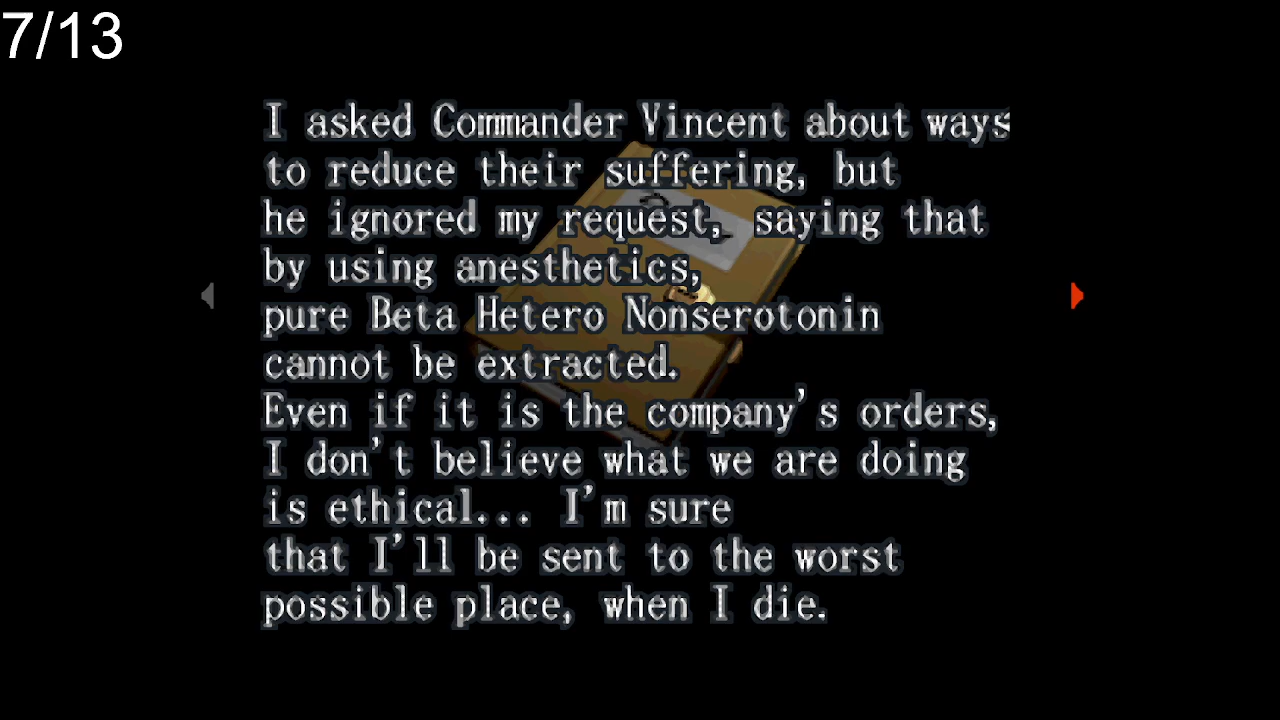 7/13
I asked Commander Vincent about ways
to reduce their suffering, but
he ignored my request, saying that
by using anesthetics,
pure Beta Hetero Nonserotonin
cannot be extracted.
Even if it is the company's orders,
I don't believe what we are doing
is ethical... I'm sure
that I'll be sent to the worst
possible place, when I die.